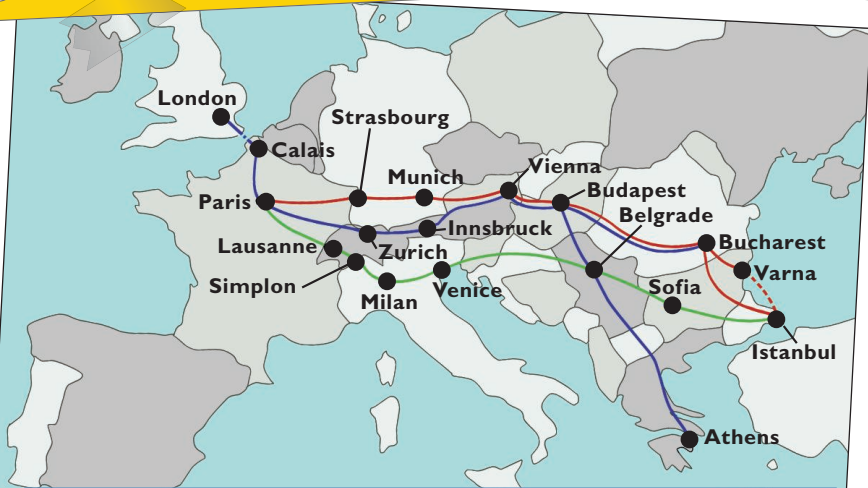 London
Strasbourg
Calais
Munich
Vienna
Budapest
Paris
Belgrade
Innsbruck
Bucharest
Lausanne
Zurich
Varna
Simplon
Venice
Sofia
Milan
Istanbul
Athens